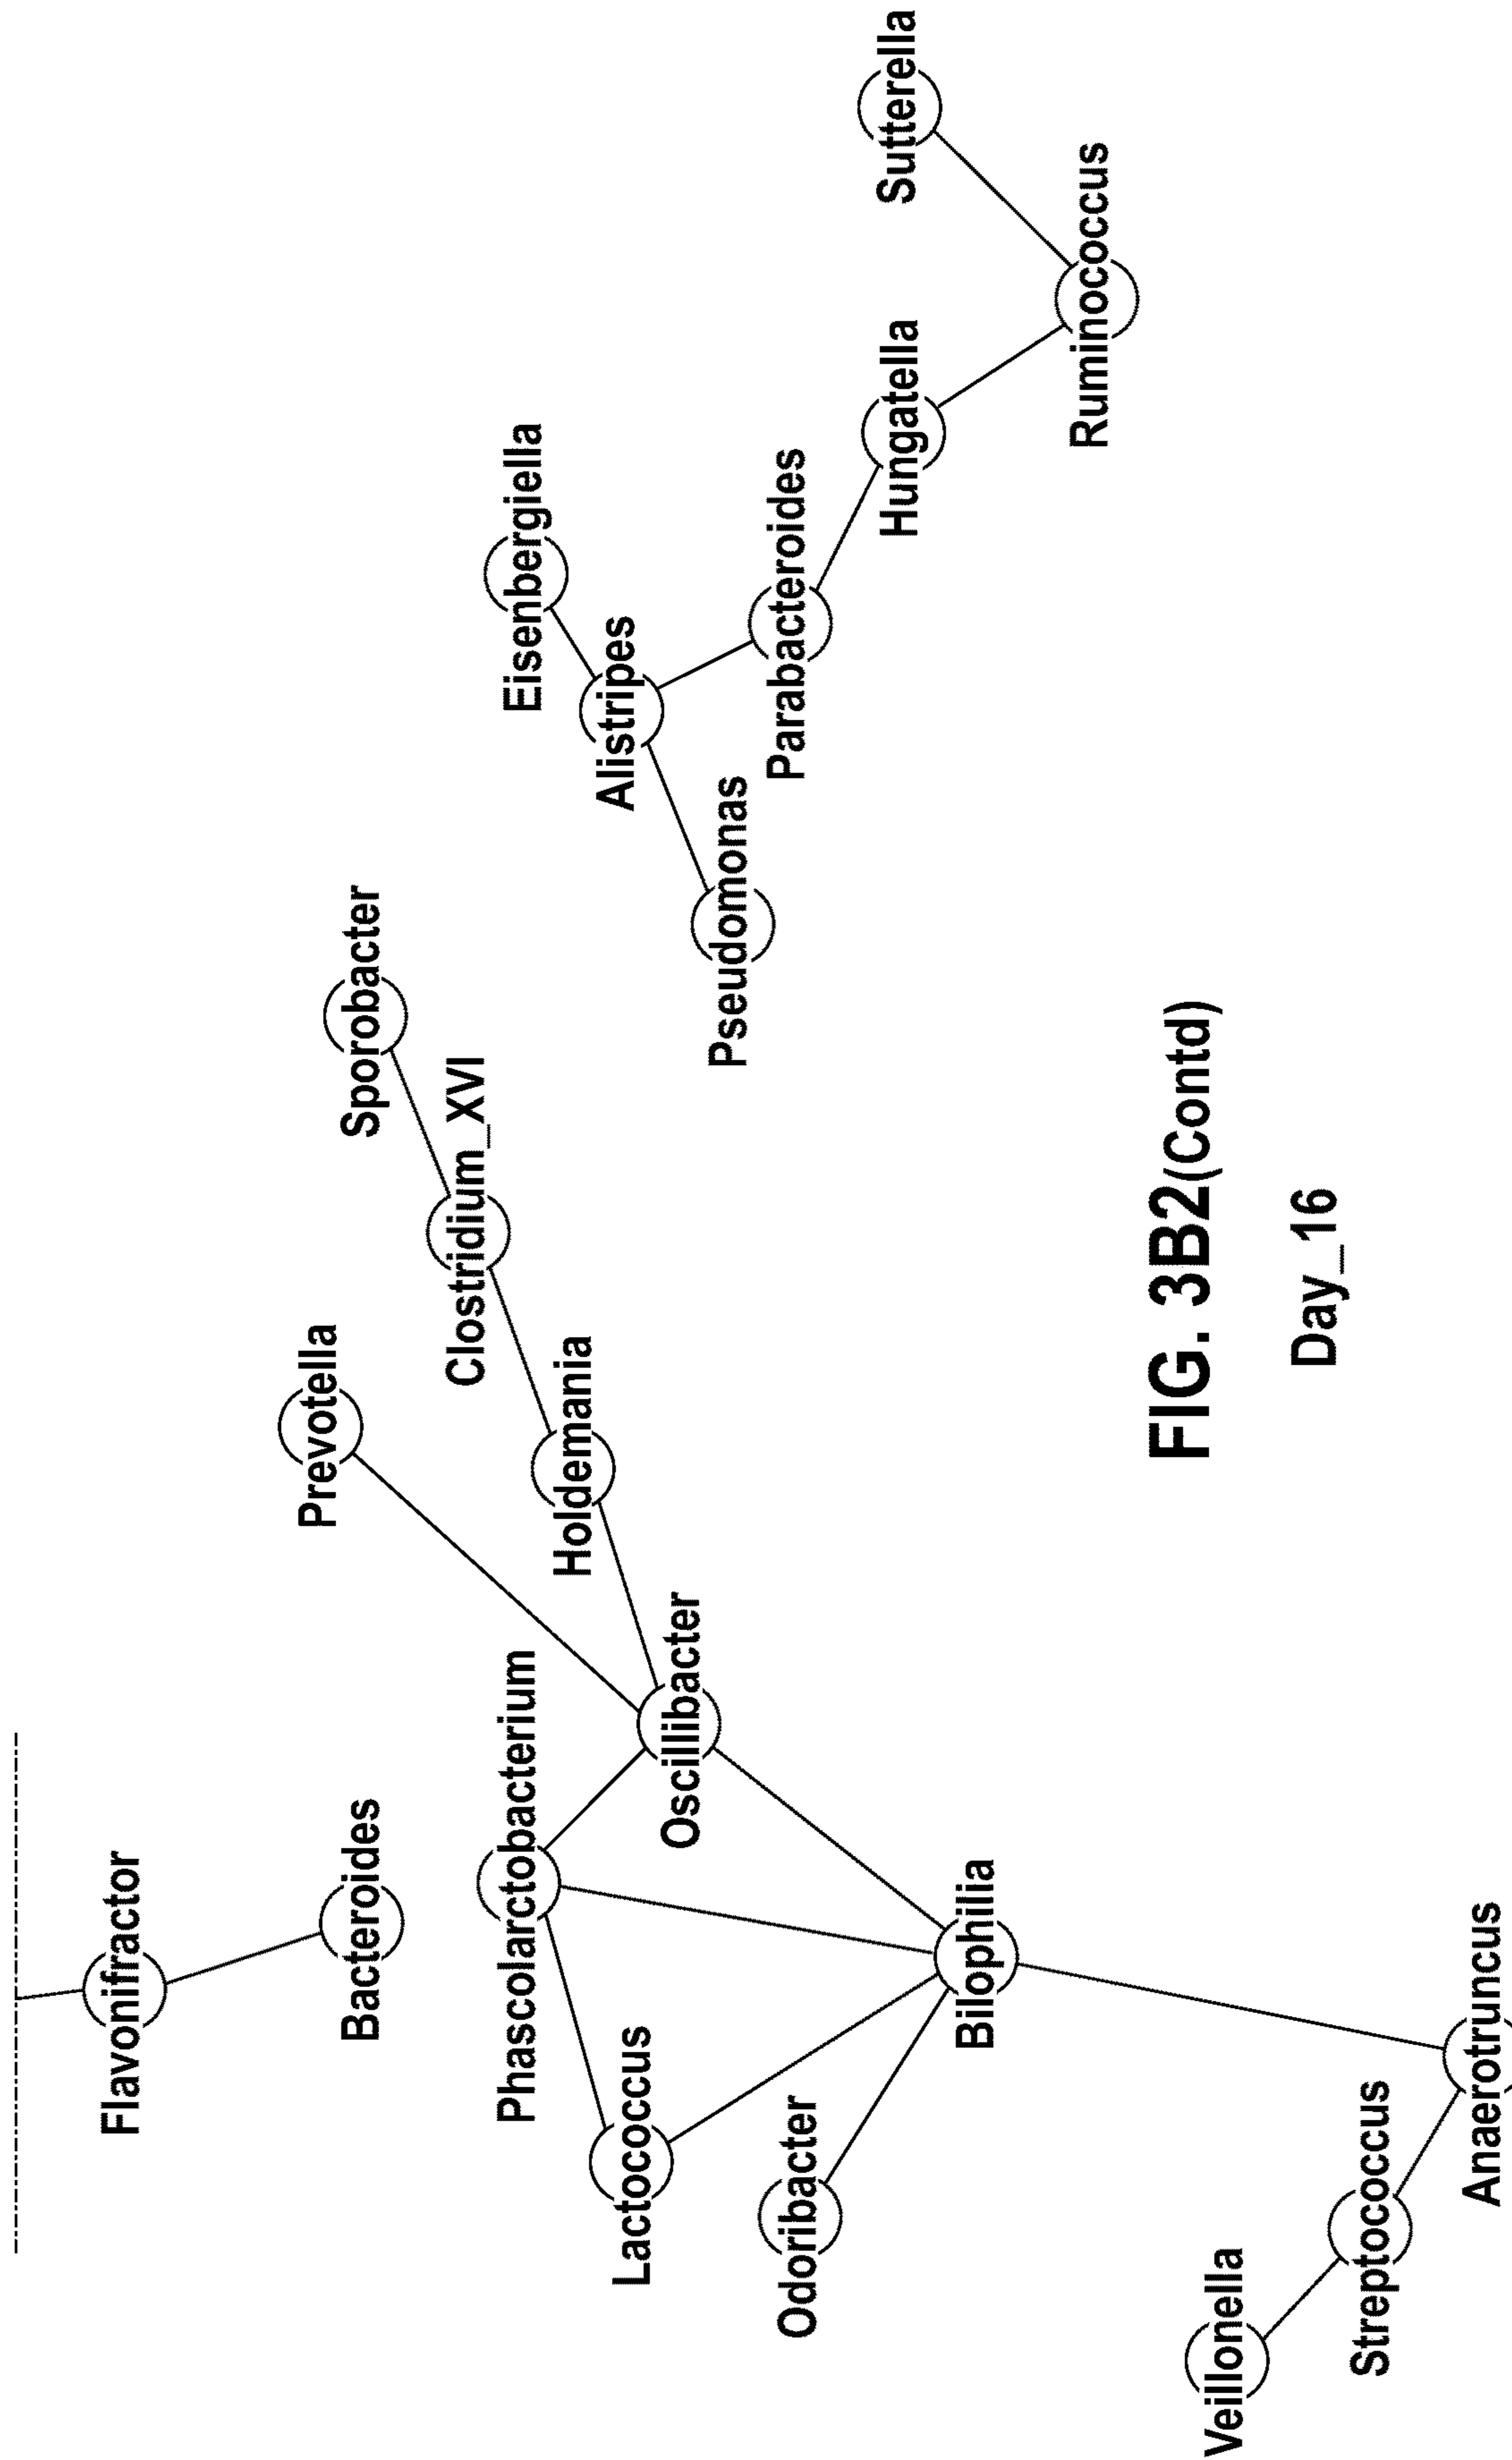 Flavonifractor
Bacteroides
Prevotella
Sporobacter
Clostridium_XVI
Phascolarctobacterium
Holdemania
Eisenbergiella
Lactococcus
Oscillibacter
Alistripes
Pseudomonas
Odoribacter
Parabacteroides
Sutterella
Bilophilia
Hungatella
Ruminococcus
Veillonella
Streptococcus
Anaerotruncus
FIG. 3B2(Contd)
Day_16